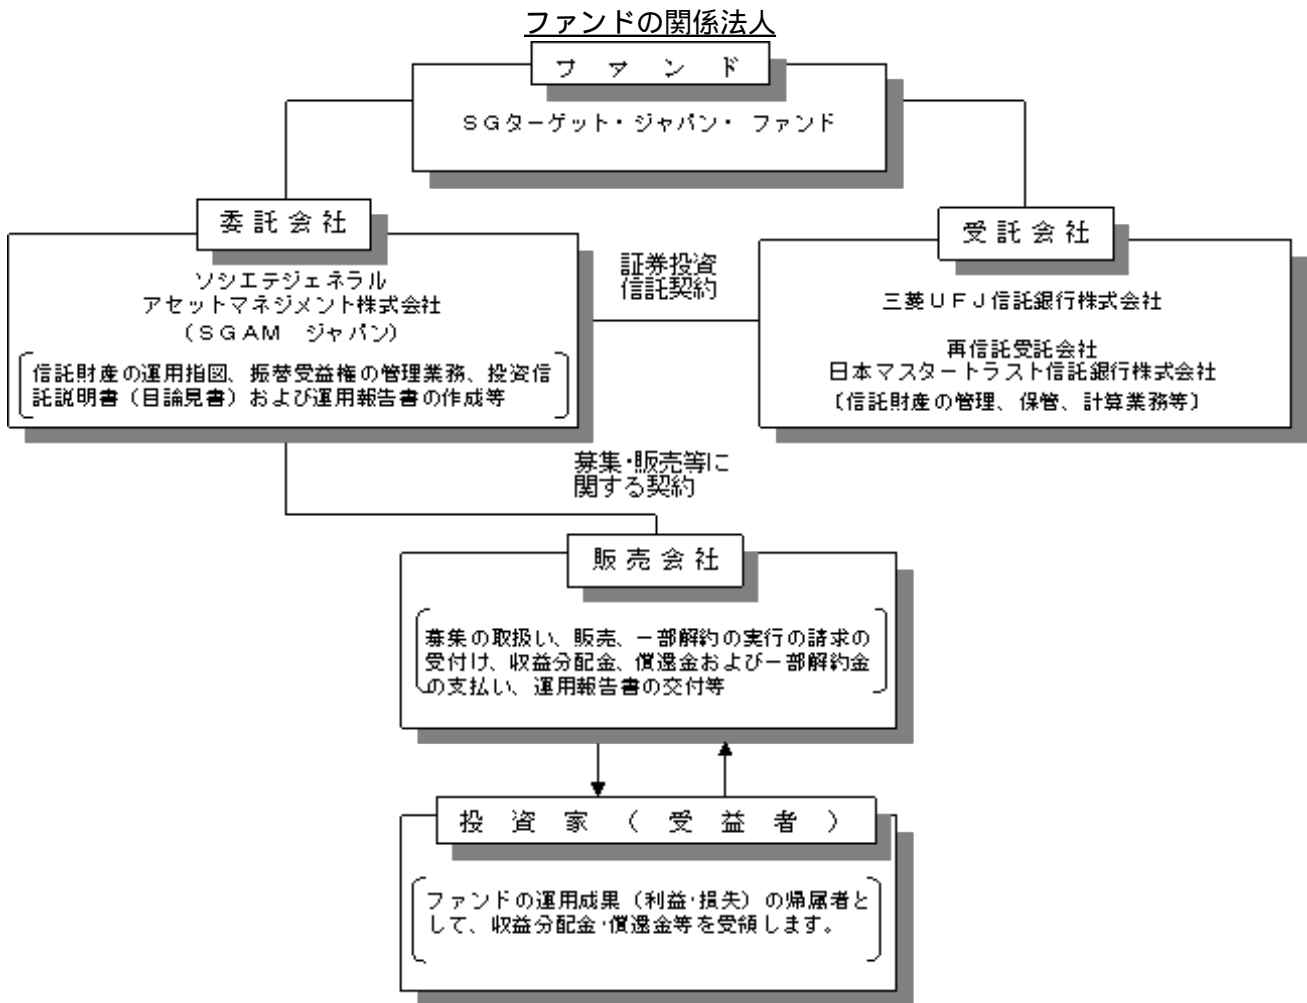 ファンドの関係法人
フ ァ ン ド
SGターゲット・ジャパン・ ファンド
委 託 会 社
ソシエテジェネラル
アセットマネジメント株式会社
(SGAM ジャパン)
信託財産の運用指図、振替受益権の管理業務、投資信
託説明書(目論見書)および運用報告書の作成等
証券投資
信託契約
受 託 会 社
三菱UFJ信託銀行株式会社
再信託受託会社
日本マスタートラスト信託銀行株式会社
〔信託財産の管理、保管、計算業務等〕
募集・販売等に
関する契約
販 売 会 社
募集の取扱い、販売、一部解約の実行の請求の
受付け、収益分配金、償還金および一部解約金
の支払い、運用報告書の交付等
投 資 家 ( 受 益 者 )
ファンドの運用成果(利益・損失)の帰属者と
して、収益分配金・償還金等を受領します。